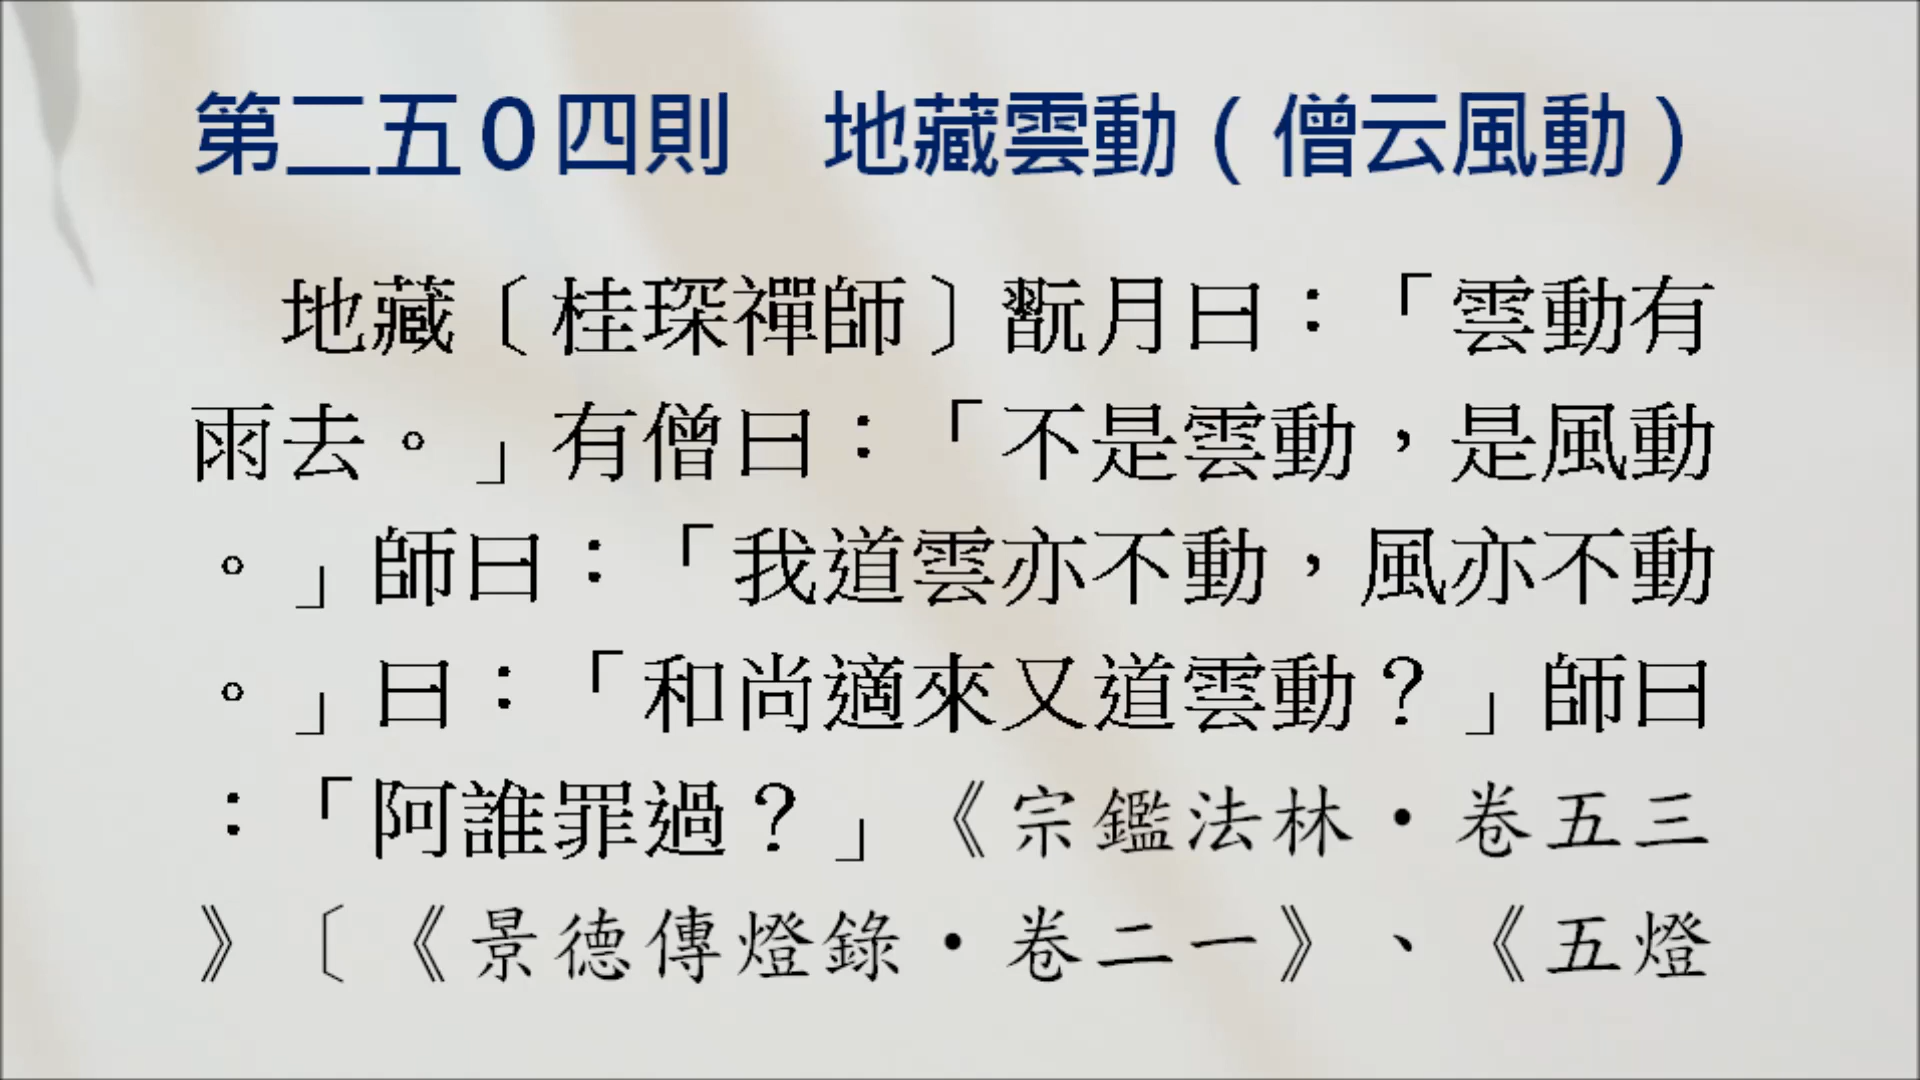 第二五０四則　地藏雲動（僧云風動）
地藏〔桂琛禪師〕翫月曰：「雲動有
雨去。」有僧曰：「不是雲動，是風動
。」師曰：「我道雲亦不動，風亦不動
。」曰：「和尚適來又道雲動？」師曰
：「阿誰罪過？」《宗鑑法林·卷五三
》〔《景德傳燈錄·卷二一》、《五燈